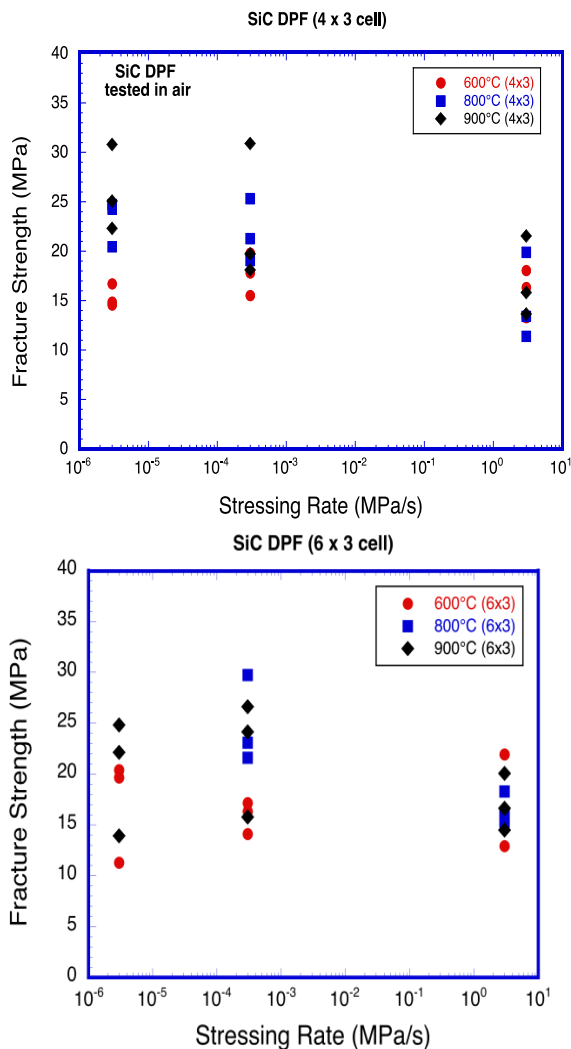 SiC DPF (4 x 3 cell)
40
35
30
25
20
15
10
5
0
Fracture Strength (MPa)
SiC DPF
tested in air
600°C (4x3)
800°C (4x3)
900°C (4x3)
10-6 10-5 10-4 10-3 10-2 10-1 100 101
Stressing Rate (MPa/s)
SiC DPF (6 x 3 cell)
40
35
30
25
20
15
10
5
0
Fracture Strength (MPa)
600°C (6x3)
800°C (6x3)
900°C (6x3)
10-6 10-5 10-4 10-3 10-2 10-1 100 101
Stressing Rate (MPa/s)